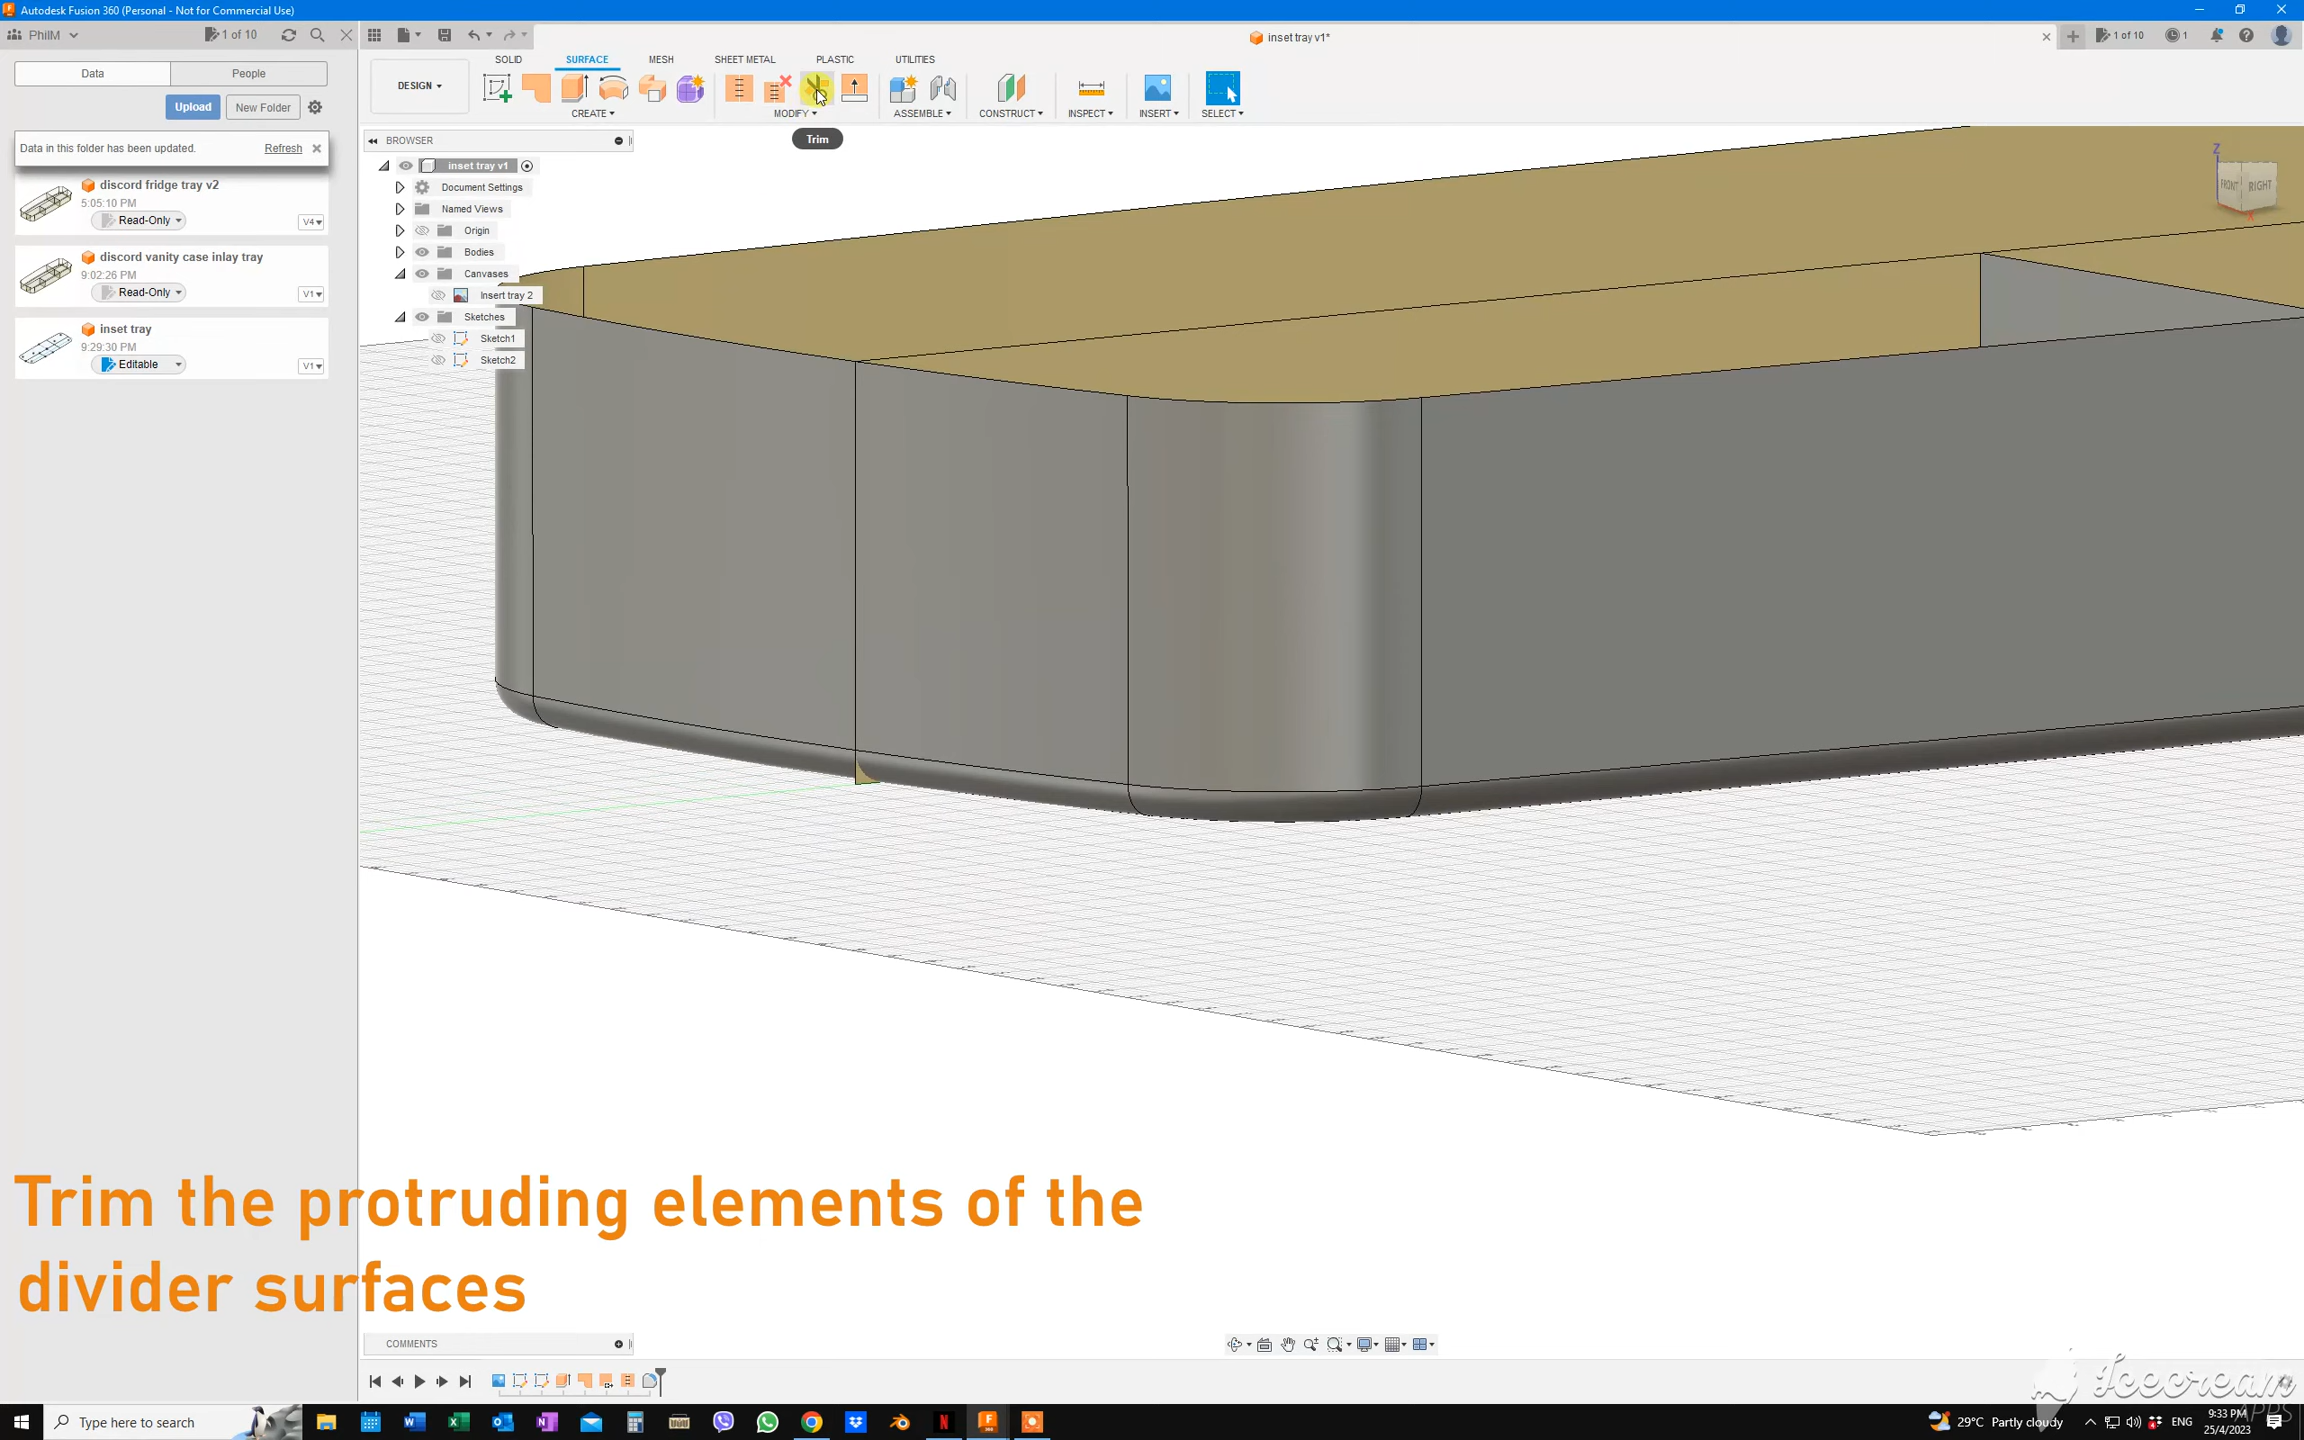 Autodesk Fusion 360 (Personal - Not for Commercial Use)
PhilM
1 of 10
inset tray v1*
1 of 10
1
Data
People
Upload
New Folder
Data in this folder has been updated.
Refresh
discord fridge tray v2
5:05:10 PM
Read-Only
V4
discord vanity case inlay tray
9:02:26 PM
Read-Only
V1
inset tray
9:29:30 PM
Editable
V1
SOLID
SURFACE
MESH
SHEET METAL
PLASTIC
UTILITIES
DESIGN
CREATE
MODIFY
ASSEMBLE
CONSTRUCT
INSPECT
INSERT
SELECT
Trim
BROWSER
inset tray v1
Document Settings
Named Views
Origin
Bodies
Canvases
Insert tray 2
Sketches
Sketch1
Sketch2
Z
FRONT
RIGHT
X
Trim the protruding elements of the
divider surfaces
COMMENTS
Icecream
APPS
Type here to search
29°C Partly cloudy
ENG
9:33 PM
25/4/2023